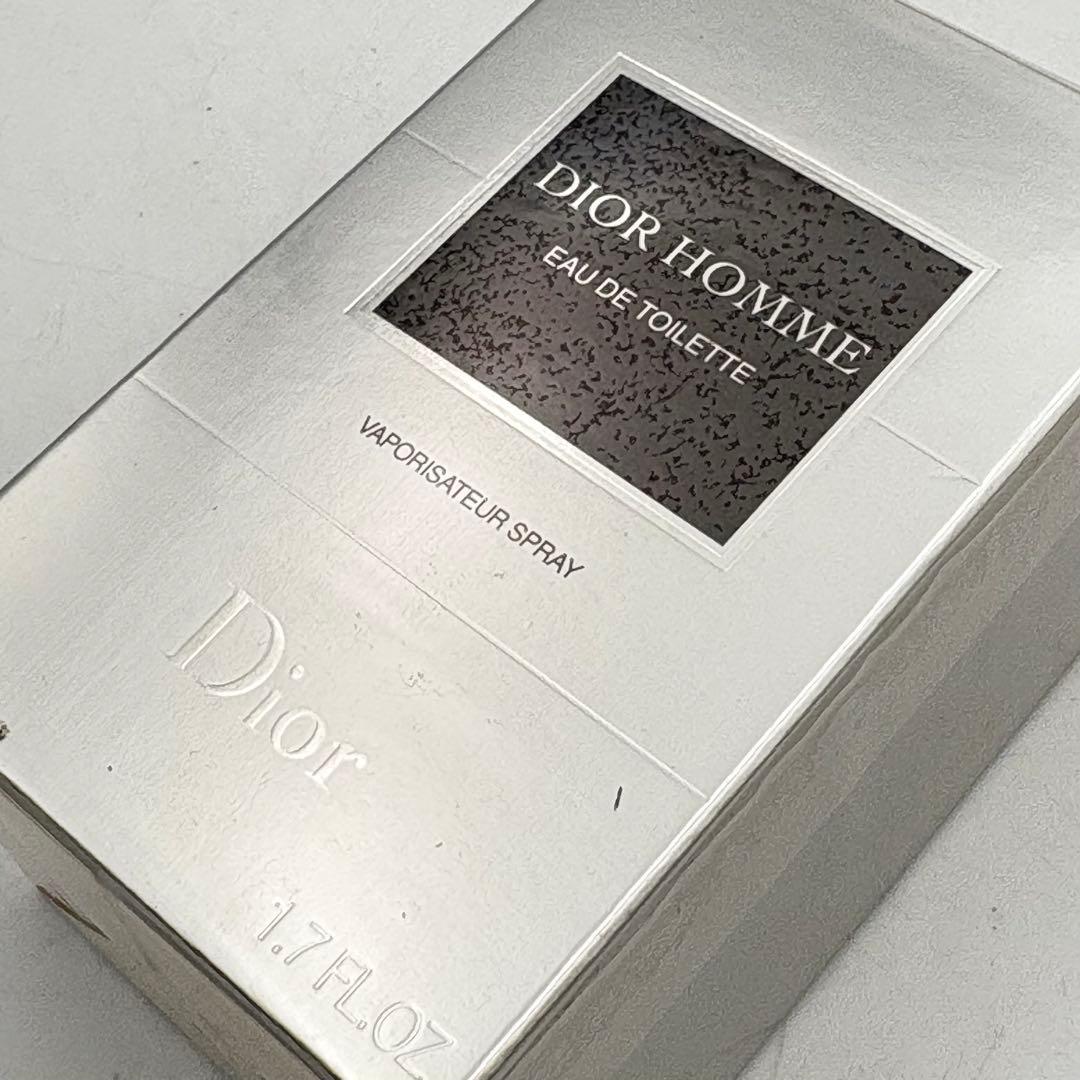 DIOR HOMME
EAU DE TOILETTE
VAPORISATEUR SPRAY
Dior
1.7 FL.OZ